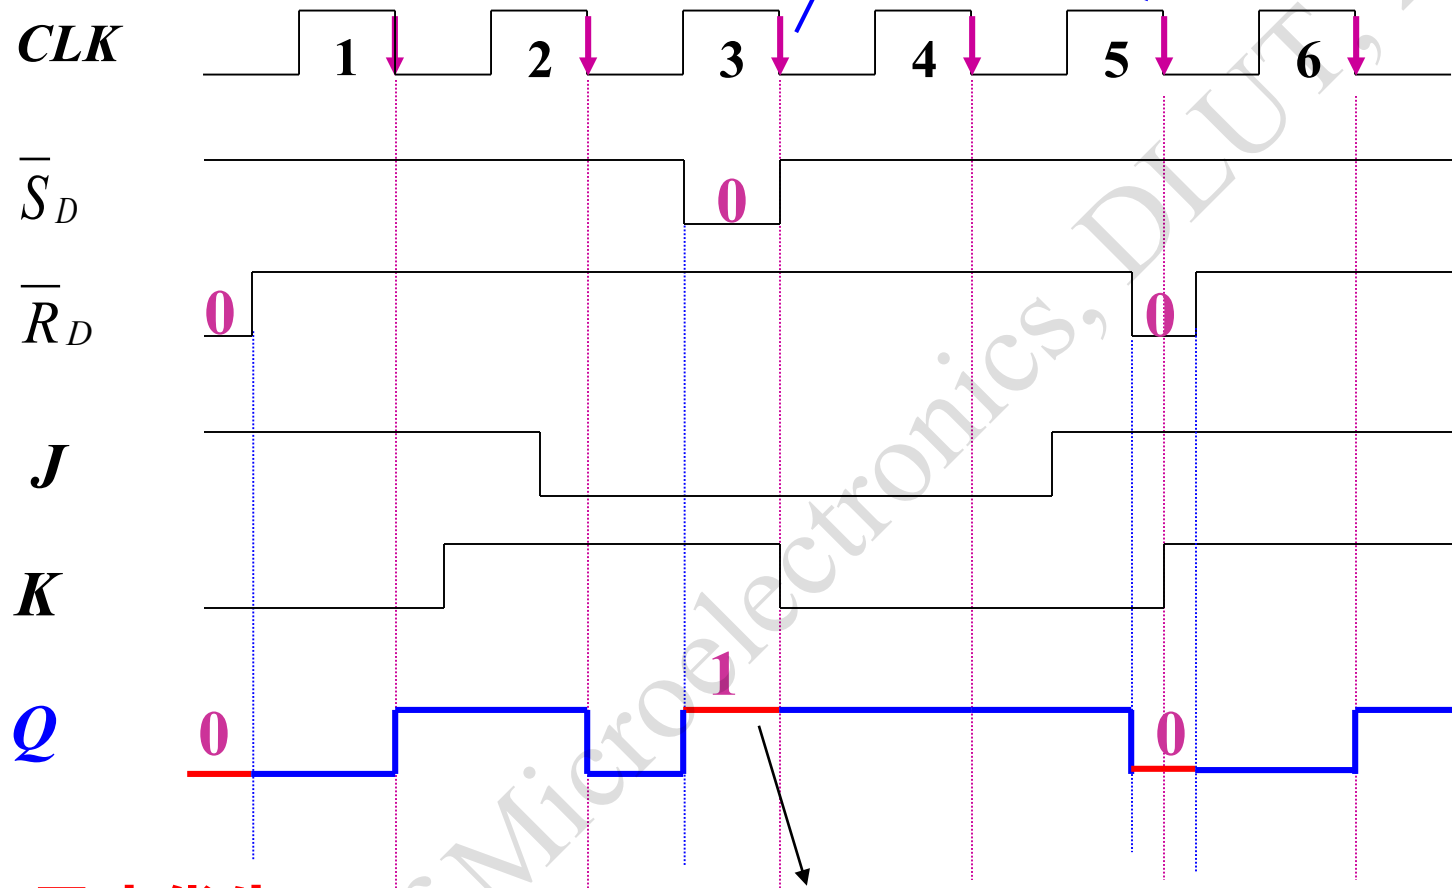 CLK 1 2 3 4 5 6
S̅D 0
R̅D 0 0
J
K
1
Q 0 0
Microelectronics, DLUT,